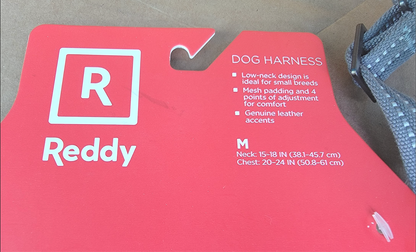 R
Reddy
DOG HARNESS
Low-neck design is
ideal for small breeds
Mesh padding and 4
points of adjustment
for comfort
Genuine leather
accents
M
Neck: 15-18 IN (38.1-45.7 cm)
Chest: 20-24 IN (50.8-61 cm)